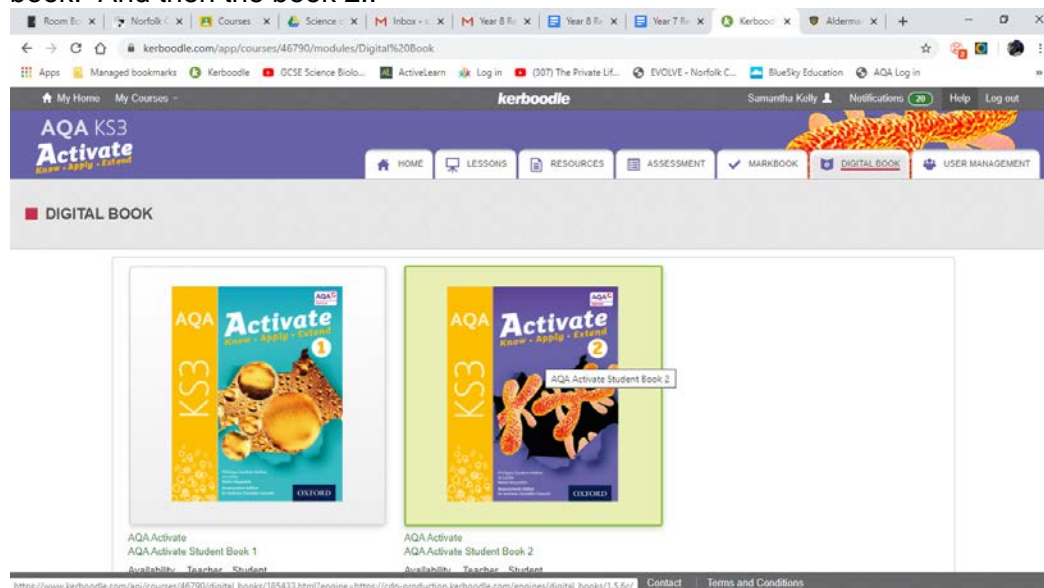 book. And then the book 2!!
Room Bo Norfolk C Courses Science Inbox Year 8 Re Year 8 Re Year 7 Re Kerbood Alderma
kerboodle.com/app/courses/46790/modules/Digital%20Book
Apps Managed bookmarks Kerboodle GCSE Science Biolo... ActiveLearn Log in (307) The Private Lif... EVOLVE - Norfolk C... BlueSky Education AQA Log in
My Home My Courses kerboodle Samantha Kelly Notifications 20 Help Log out
AQA KS3
Activate
Know • Apply • Extend
HOME LESSONS RESOURCES ASSESSMENT MARKBOOK DIGITAL BOOK USER MANAGEMENT
DIGITAL BOOK
AQA
KS3
AQA
Activate
Know • Apply • Extend
1
OXFORD
AQA
KS3
AQA
Activate
Know • Apply • Extend
2
OXFORD
AQA Activate Student Book 2
AQA Activate
AQA Activate Student Book 1
Availability Teacher Student
AQA Activate
AQA Activate Student Book 2
Availability Teacher Student
Contact Terms and Conditions